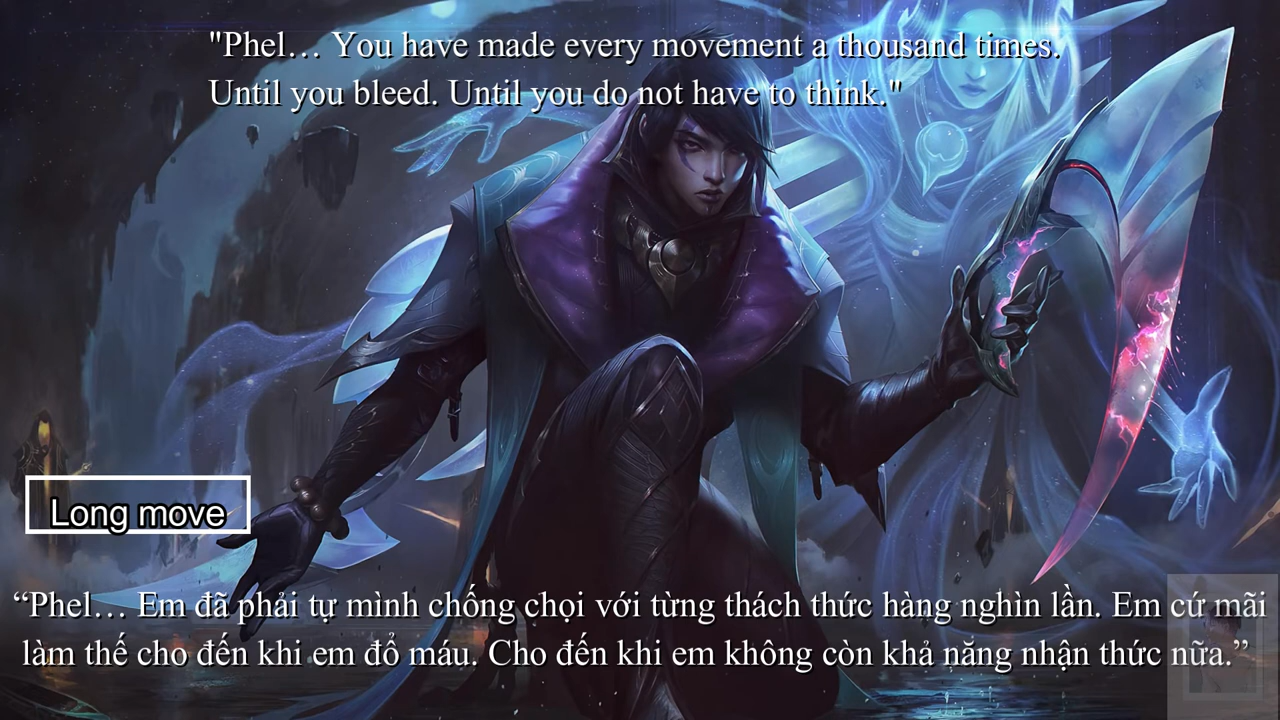 "Phel… You have made every movement a thousand times.
Until you bleed. Until you do not have to think."
Long move
“Phel… Em đã phải tự mình chống chọi với từng thách thức hàng nghìn lần. Em cứ mãi
làm thế cho đến khi em đổ máu. Cho đến khi em không còn khả năng nhận thức nữa.”